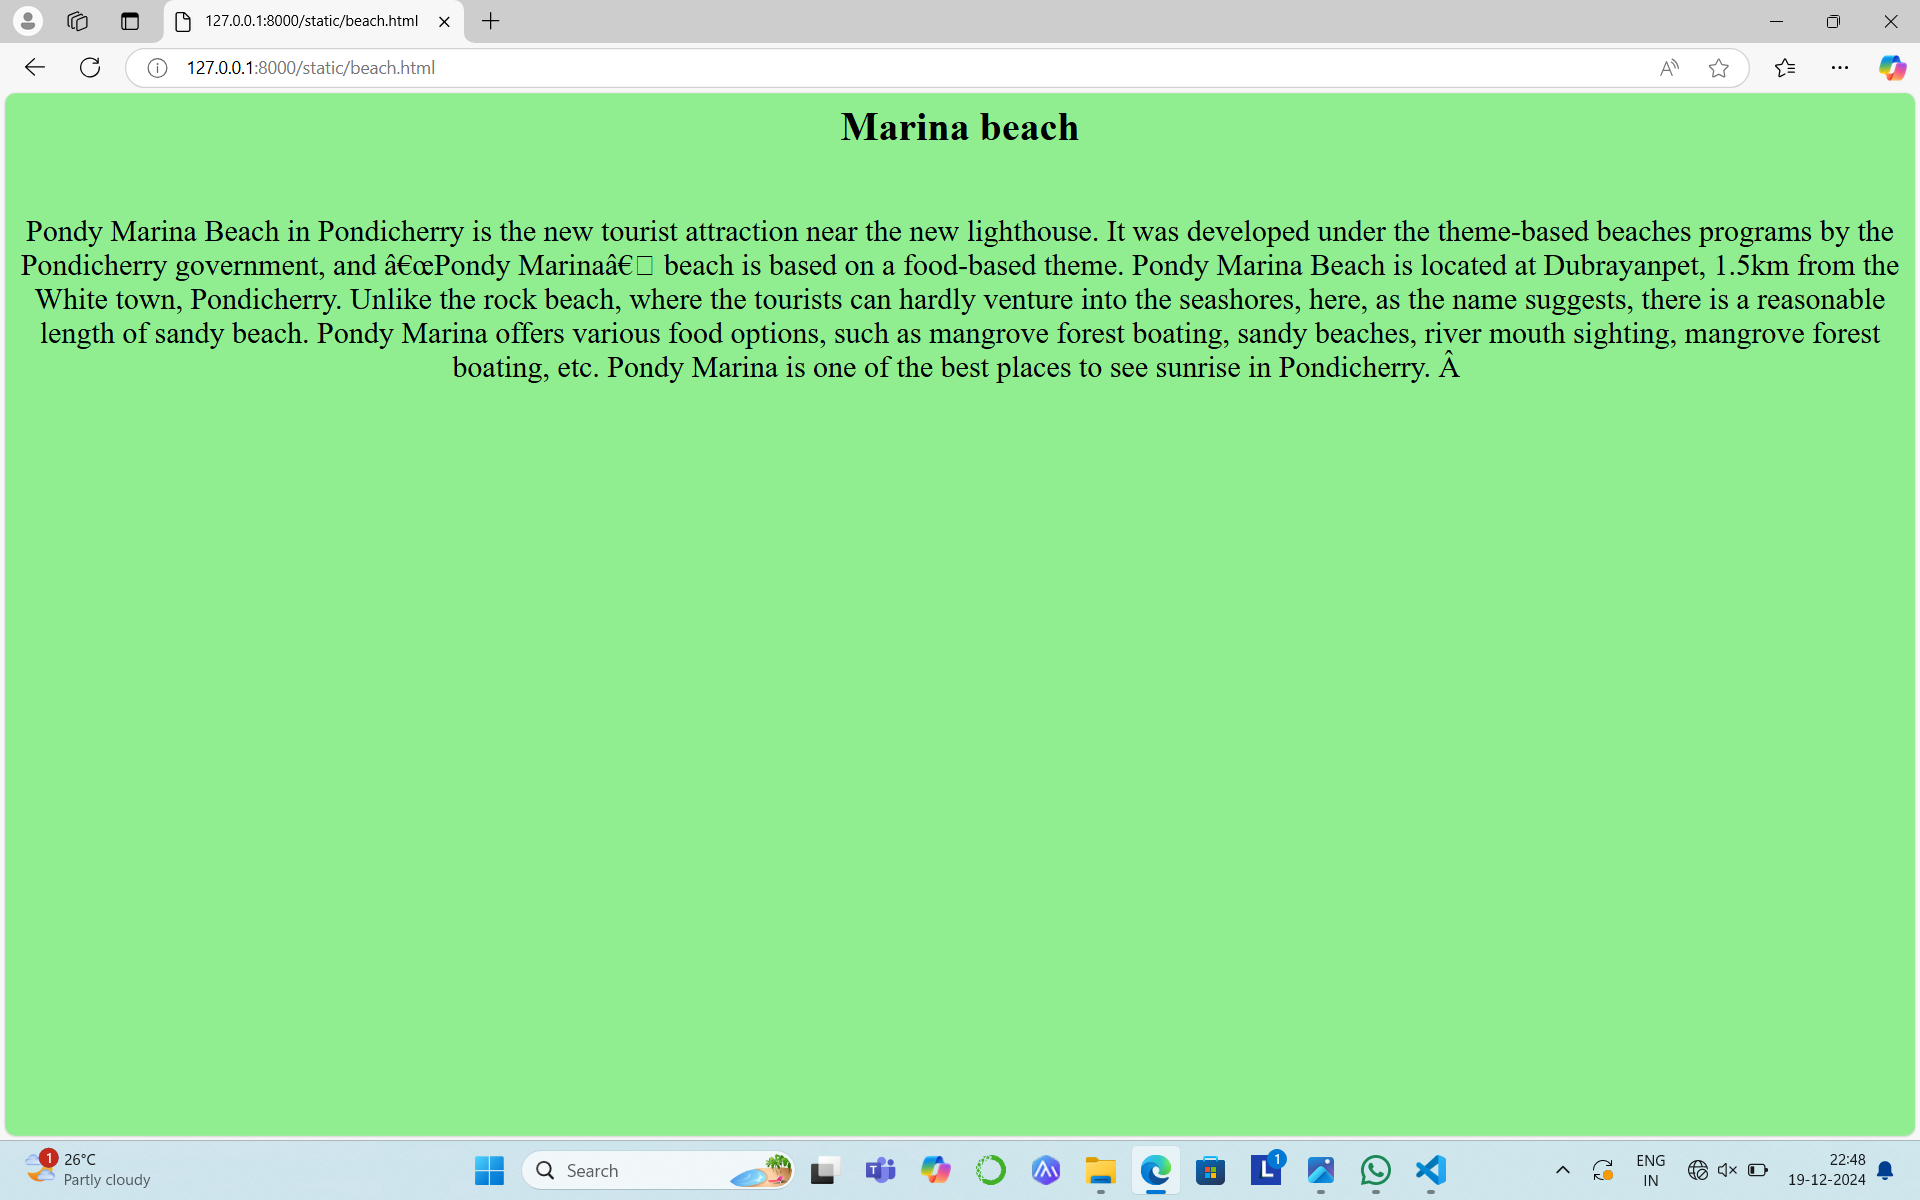 127.0.0.1:8000/static/beach.html
127.0.0.1:8000/static/beach.html
Marina beach
Pondy Marina Beach in Pondicherry is the new tourist attraction near the new lighthouse. It was developed under the theme-based beaches programs by the
Pondicherry government, and â€œPondy Marinaâ€□ beach is based on a food-based theme. Pondy Marina Beach is located at Dubrayanpet, 1.5km from the
White town, Pondicherry. Unlike the rock beach, where the tourists can hardly venture into the seashores, here, as the name suggests, there is a reasonable
length of sandy beach. Pondy Marina offers various food options, such as mangrove forest boating, sandy beaches, river mouth sighting, mangrove forest
boating, etc. Pondy Marina is one of the best places to see sunrise in Pondicherry. Â
1
26°C
Partly cloudy
Search
L
1
ENG
IN
22:48
19-12-2024